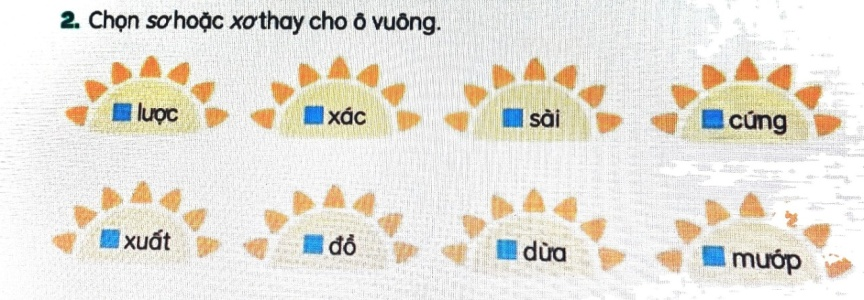 2. Chọn sơ hoặc xơ thay cho ô vuông.
lược xác sài cứng
xuất đồ dừa mướp